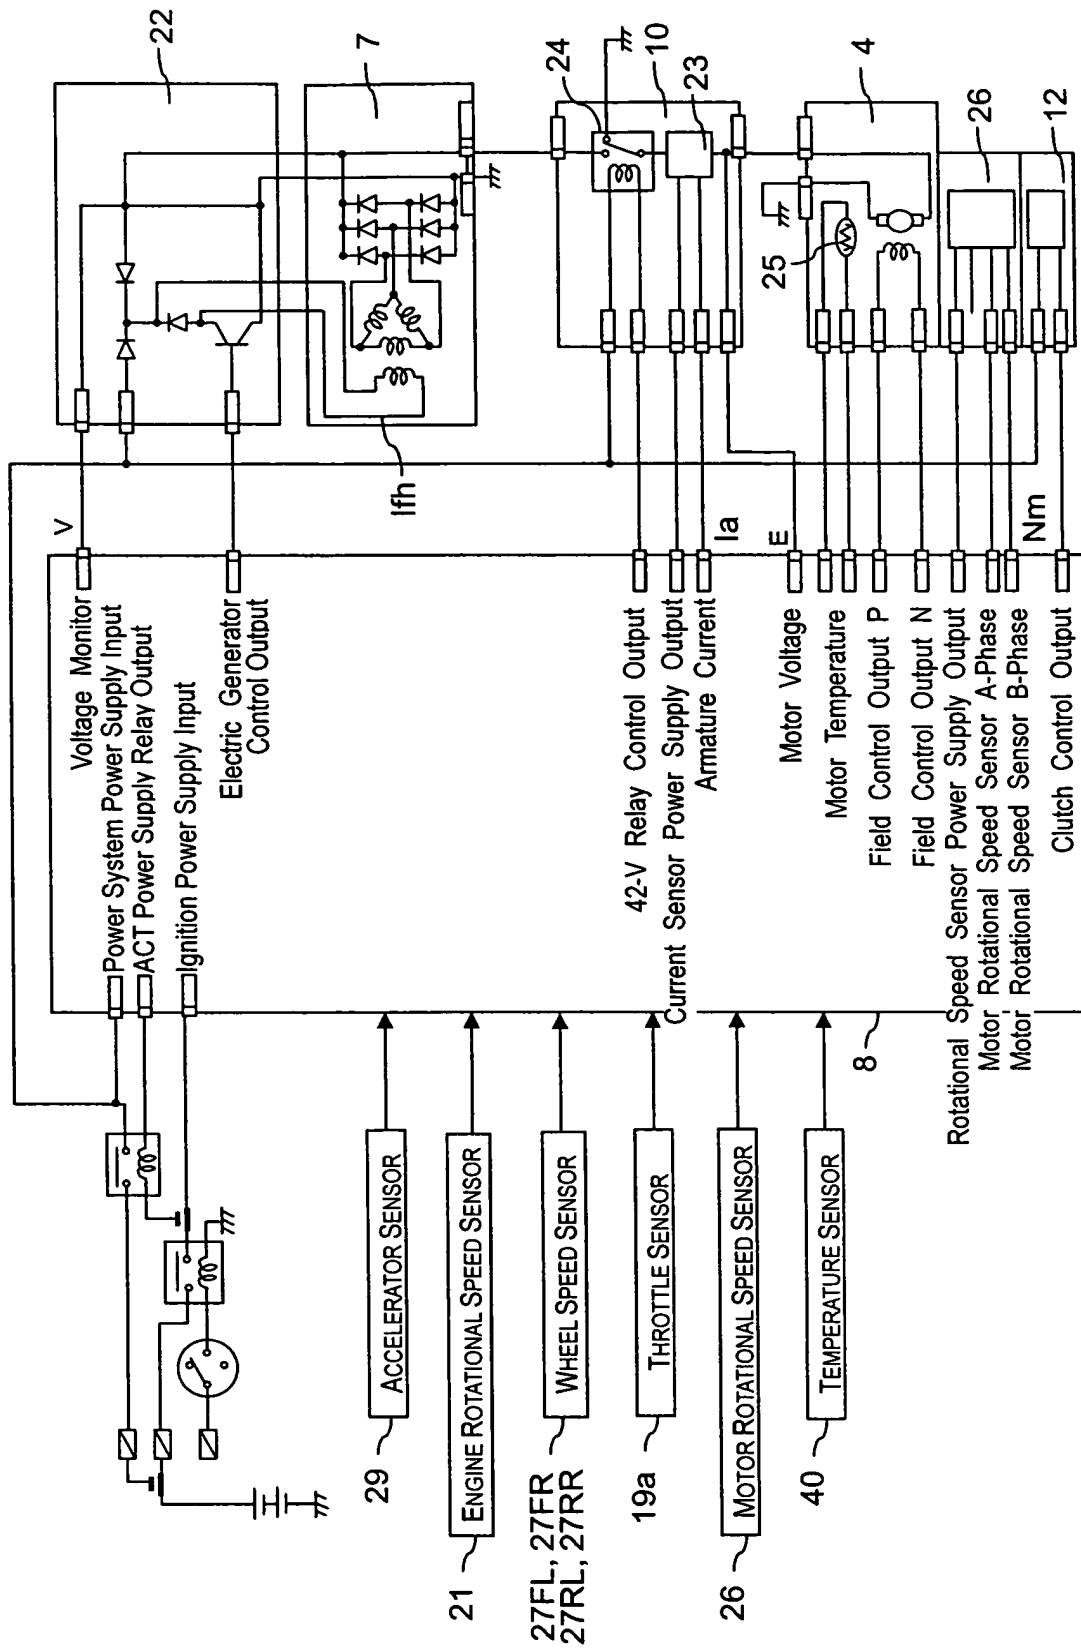 22
7
24
10
23
4
26
12
25
Ifh
V
Ia
E
Nm
Voltage Monitor
Power System Power Supply Input
ACT Power Supply Relay Output
Ignition Power Supply Input
Electric Generator
Control Output
42-V Relay Control Output
Current Sensor Power Supply Output
Armature Current
Motor Voltage
Motor Temperature
Field Control Output P
Field Control Output N
Rotational Speed Sensor Power Supply Output
Motor Rotational Speed Sensor A-Phase
Motor Rotational Speed Sensor B-Phase
Clutch Control Output
8
ACCELERATOR SENSOR
29
ENGINE ROTATIONAL SPEED SENSOR
21
WHEEL SPEED SENSOR
27FL, 27FR
27RL, 27RR
THROTTLE SENSOR
19a
MOTOR ROTATIONAL SPEED SENSOR
26
TEMPERATURE SENSOR
40